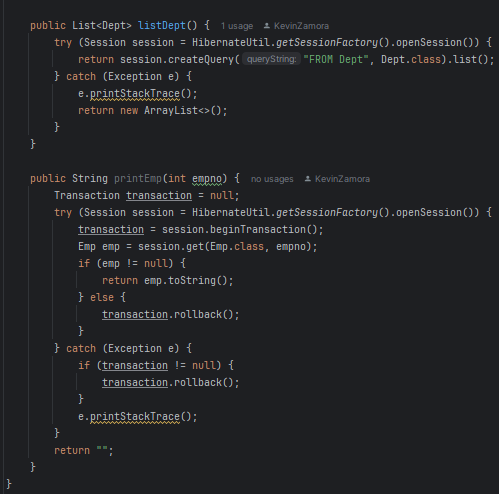 public List<Dept> listDept() { 1 usage KevinZamora
try (Session session = HibernateUtil.getSessionFactory().openSession()) {
return session.createQuery( queryString: "FROM Dept", Dept.class).list();
} catch (Exception e) {
e.printStackTrace();
return new ArrayList<>();
}
}
public String printEmp(int empno) { no usages KevinZamora
Transaction transaction = null;
try (Session session = HibernateUtil.getSessionFactory().openSession()) {
transaction = session.beginTransaction();
Emp emp = session.get(Emp.class, empno);
if (emp != null) {
return emp.toString();
} else {
transaction.rollback();
}
} catch (Exception e) {
if (transaction != null) {
transaction.rollback();
}
e.printStackTrace();
}
return "";
}
}